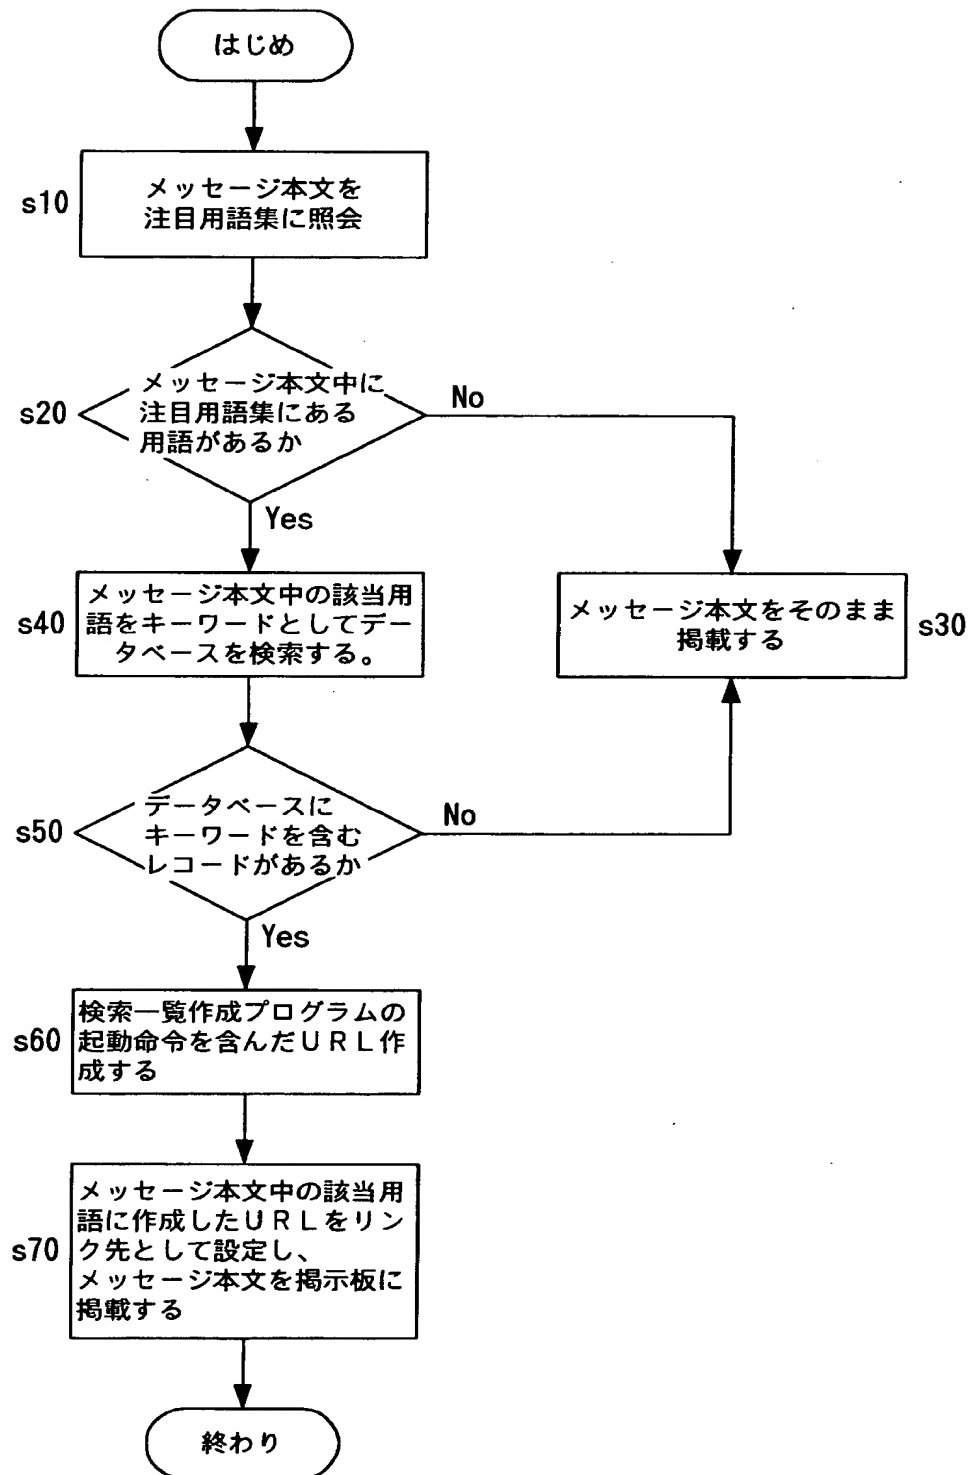 はじめ
s10
メッセージ本文を
注目用語集に照会
s20
メッセージ本文中に
注目用語集にある
用語があるか
No
Yes
s40
メッセージ本文中の該当用
語をキーワードとしてデー
タベースを検索する。
メッセージ本文をそのまま
掲載する
s30
s50
データベースに
キーワードを含む
レコードがあるか
No
Yes
s60
検索一覧作成プログラムの
起動命令を含んだURL作
成する
s70
メッセージ本文中の該当用
語に作成したURLをリン
ク先として設定し、
メッセージ本文を掲示板に
掲載する
終わり